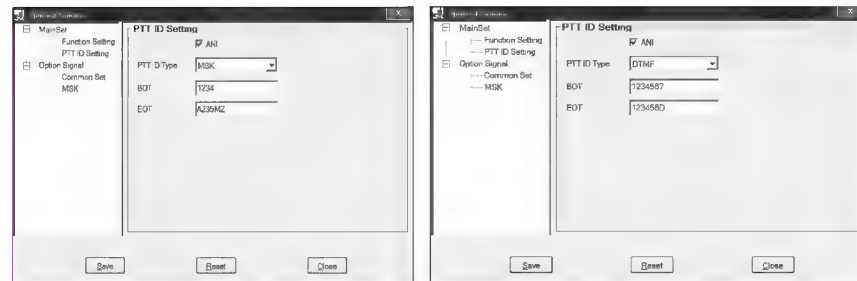 x
MainSet
Function Setting
PTT ID Setting
Option Signal
Common Set
MSK
PTT ID Setting
ANI
PTT ID Type
MSK
BOT
1234
EOT
A235MZ
Save
Reset
Close
x
MainSet
Function Setting
PTT ID Setting
Option Signal
Common Set
MSK
PTT ID Setting
ANI
PTT ID Type
DTMF
BOT
1234567
EOT
123456D
Save
Reset
Close